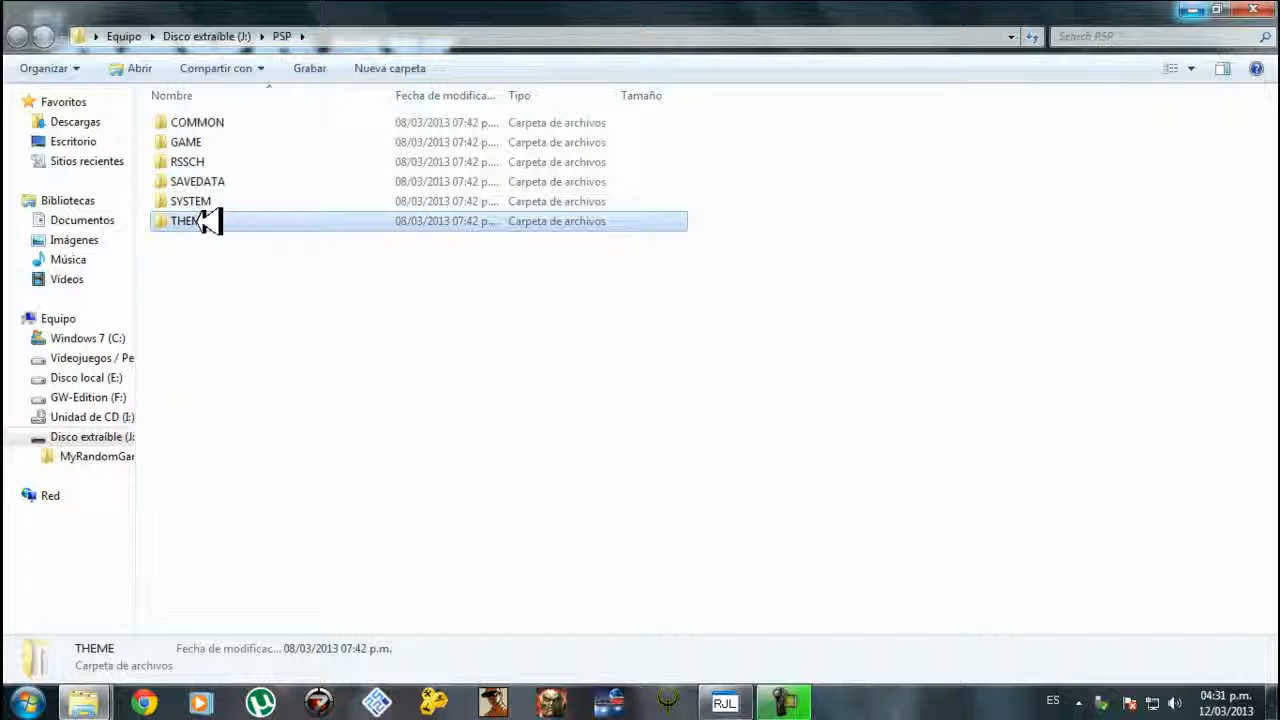 Equipo Disco extraíble (J:) PSP
Search PSP
Organizar Abrir Compartir con Grabar Nueva carpeta
Nombre Fecha de modifica... Tipo Tamaño
Favoritos
Descargas
Escritorio
Sitios recientes
Bibliotecas
Documentos
Imágenes
Música
Vídeos
Equipo
Windows 7 (C:)
Videojuegos / Pe
Disco local (E:)
GW-Edition (F:)
Unidad de CD (I:)
Disco extraíble (J:
MyRandomGar
Red
COMMON 08/03/2013 07:42 p.... Carpeta de archivos
GAME 08/03/2013 07:42 p.... Carpeta de archivos
RSSCH 08/03/2013 07:42 p.... Carpeta de archivos
SAVEDATA 08/03/2013 07:42 p.... Carpeta de archivos
SYSTEM 08/03/2013 07:42 p.... Carpeta de archivos
THEM 08/03/2013 07:42 p.... Carpeta de archivos
THEME Fecha de modificac... 08/03/2013 07:42 p.m.
Carpeta de archivos
RJL
ES
04:31 p.m.
12/03/2013